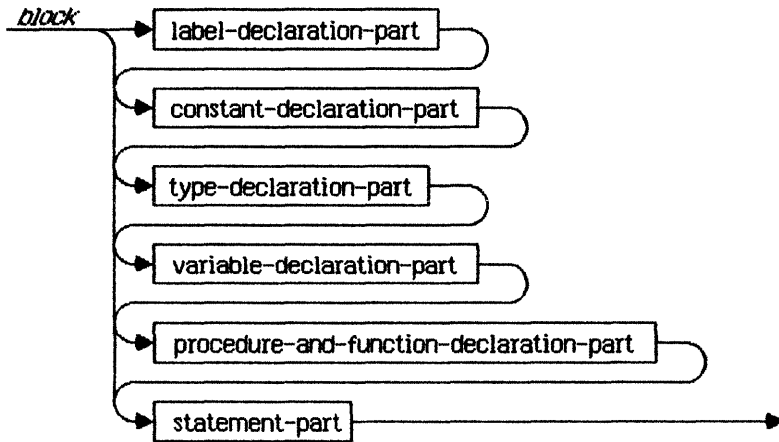 block
label-declaration-part
constant-declaration-part
type-declaration-part
variable-declaration-part
procedure-and-function-declaration-part
statement-part